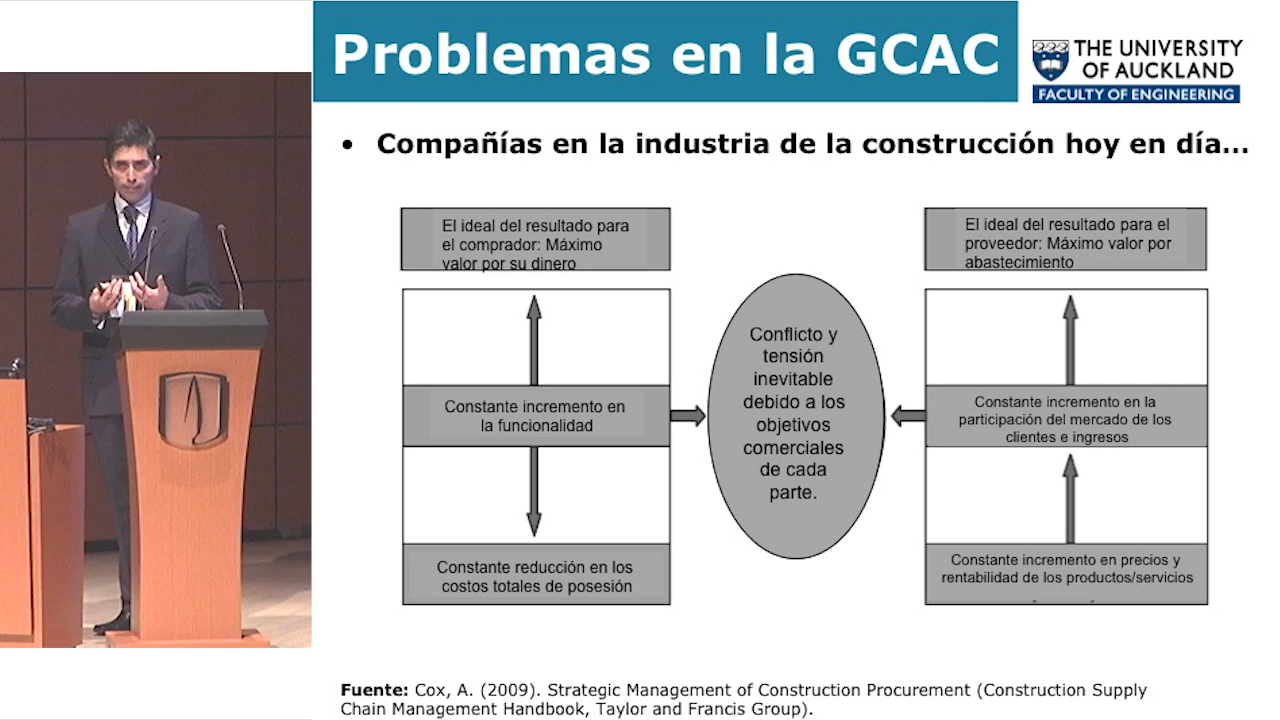 Problemas en la GCAC
THE UNIVERSITY
OF AUCKLAND
FACULTY OF ENGINEERING
• Compañías en la industria de la construcción hoy en día...
El ideal del resultado para
el comprador: Máximo
valor por su dinero
El ideal del resultado para el
proveedor: Máximo valor por
abastecimiento
Conflicto y
tensión
inevitable
debido a los
objetivos
comerciales
de cada
parte.
Constante incremento en
la funcionalidad
Constante incremento en la
participación del mercado de los
clientes e ingresos
Constante reducción en los
costos totales de posesión
Constante incremento en precios y
rentabilidad de los productos/servicios
Fuente: Cox, A. (2009). Strategic Management of Construction Procurement (Construction Supply
Chain Management Handbook, Taylor and Francis Group).